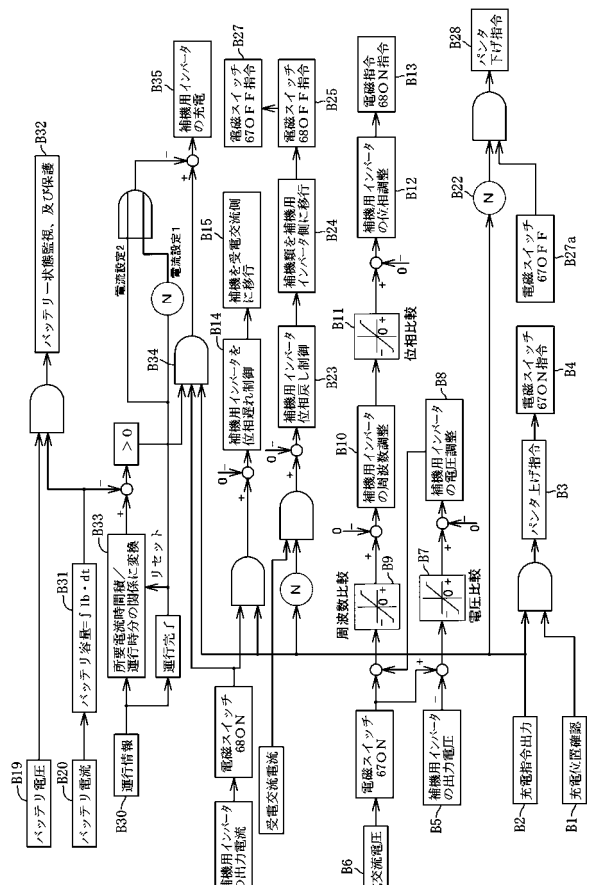 B19
バッテリ電圧
B20
バッテリ電流
B30
運行情報
B31
バッテリ容量=∫Ib・dt
B33
所要電流時間積/
運行時分の関係に変換
リセット
運行完了
>0
B32
バッテリー状態監視、及び保護
電流設定2
電流設定1
N
B34
B35
補機用インバータ
の充電
補機用インバータ
の出力電流
電磁スイッチ
68ON
受電交流電流
B14
補機用インバータを
位相遅れ制御
B15
補機を受電交流側
に移行
N
B23
補機用インバータ
位相戻し制御
B24
補機類を補機用
インバータ側に移行
B25
電磁スイッチ
68OFF指令
B27
電磁スイッチ
67OFF指令
B6
交流電圧
電磁スイッチ
67ON
B5
補機用インバータ
の出力電圧
周波数比較
B9
B7
電圧比較
B10
補機用インバータ
の周波数調整
B8
補機用インバータ
の電圧調整
B11
位相比較
B12
補機用インバータ
の位相調整
B13
電磁指令
68ON指令
B2
充電指令出力
B1
充電位置確認
B3
パンタ上げ指令
B4
電磁スイッチ
67ON指令
B27a
電磁スイッチ
67OFF
B22
N
B28
パンタ
下げ指令